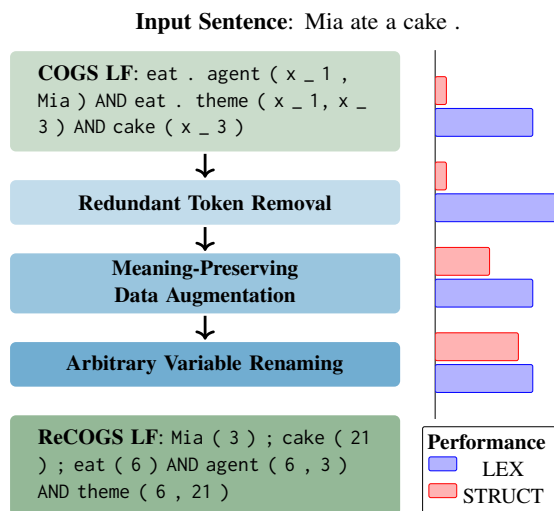 Input Sentence: Mia ate a cake .
COGS LF: eat . agent ( x _ 1 ,
Mia ) AND eat . theme ( x _ 1, x _
3 ) AND cake ( x _ 3 )
Redundant Token Removal
Meaning-Preserving
Data Augmentation
Arbitrary Variable Renaming
ReCOGS LF: Mia ( 3 ) ; cake ( 21
) ; eat ( 6 ) AND agent ( 6 , 3 )
AND theme ( 6 , 21 )
Performance
LEX
STRUCT